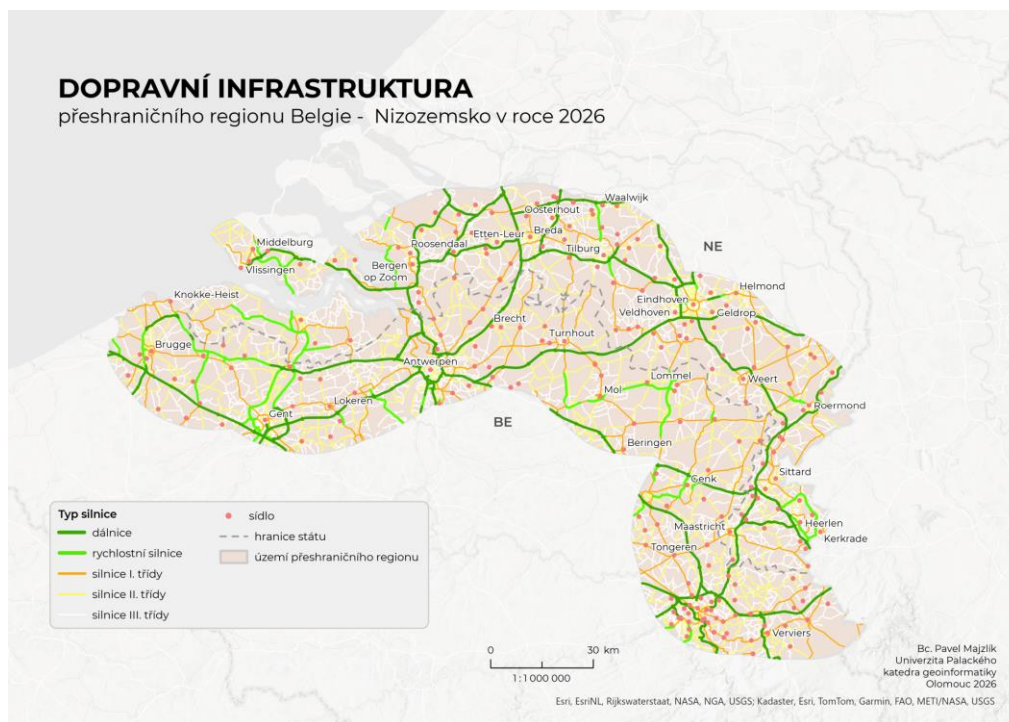 DOPRAVNÍ INFRASTRUKTURA
přeshraničního regionu Belgie - Nizozemsko v roce 2026
Waalwijk
Oosterhout
Etten-Leur
Breda
Middelburg
Roosendaal
Tilburg
NE
Vlissingen
Bergen
op Zoom
Helmond
Knokke-Heist
Eindhoven
Veldhoven
Geldrop
Brecht
Turnhout
Brugge
Antwerpen
Lommel
Weert
Mol
Lokeren
Roermond
Gent
BE
Beringen
Sittard
Genk
Maastricht
Heerlen
Kerkrade
Tongeren
Verviers
Typ silnice
dálnice
rychlostní silnice
silnice I. třídy
silnice II. třídy
silnice III. třídy
sídlo
hranice státu
území přeshraničního regionu
0 30 km
1:1 000 000
Bc. Pavel Majzlík
Univerzita Palackého
katedra geoinformatiky
Olomouc 2026
Esri, EsriNL, Rijkswaterstaat, NASA, NGA, USGS; Kadaster, Esri, TomTom, Garmin, FAO, METI/NASA, USGS